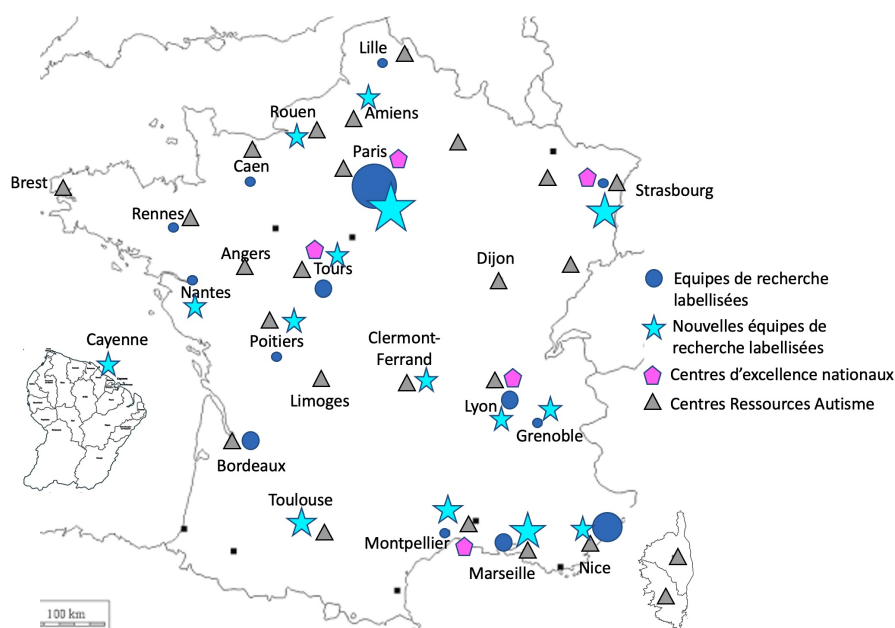 Lille
Rouen
Amiens
Caen
Paris
Brest
Rennes
Strasbourg
Angers
Tours
Dijon
Nantes
Equipes de recherche
labellisées
Nouvelles équipes de
recherche labellisées
Centres d'excellence nationaux
Centres Ressources Autisme
Cayenne
Poitiers
Clermont-
Ferrand
Limoges
Lyon
Grenoble
Bordeaux
Toulouse
Montpellier
Marseille
Nice
100 km